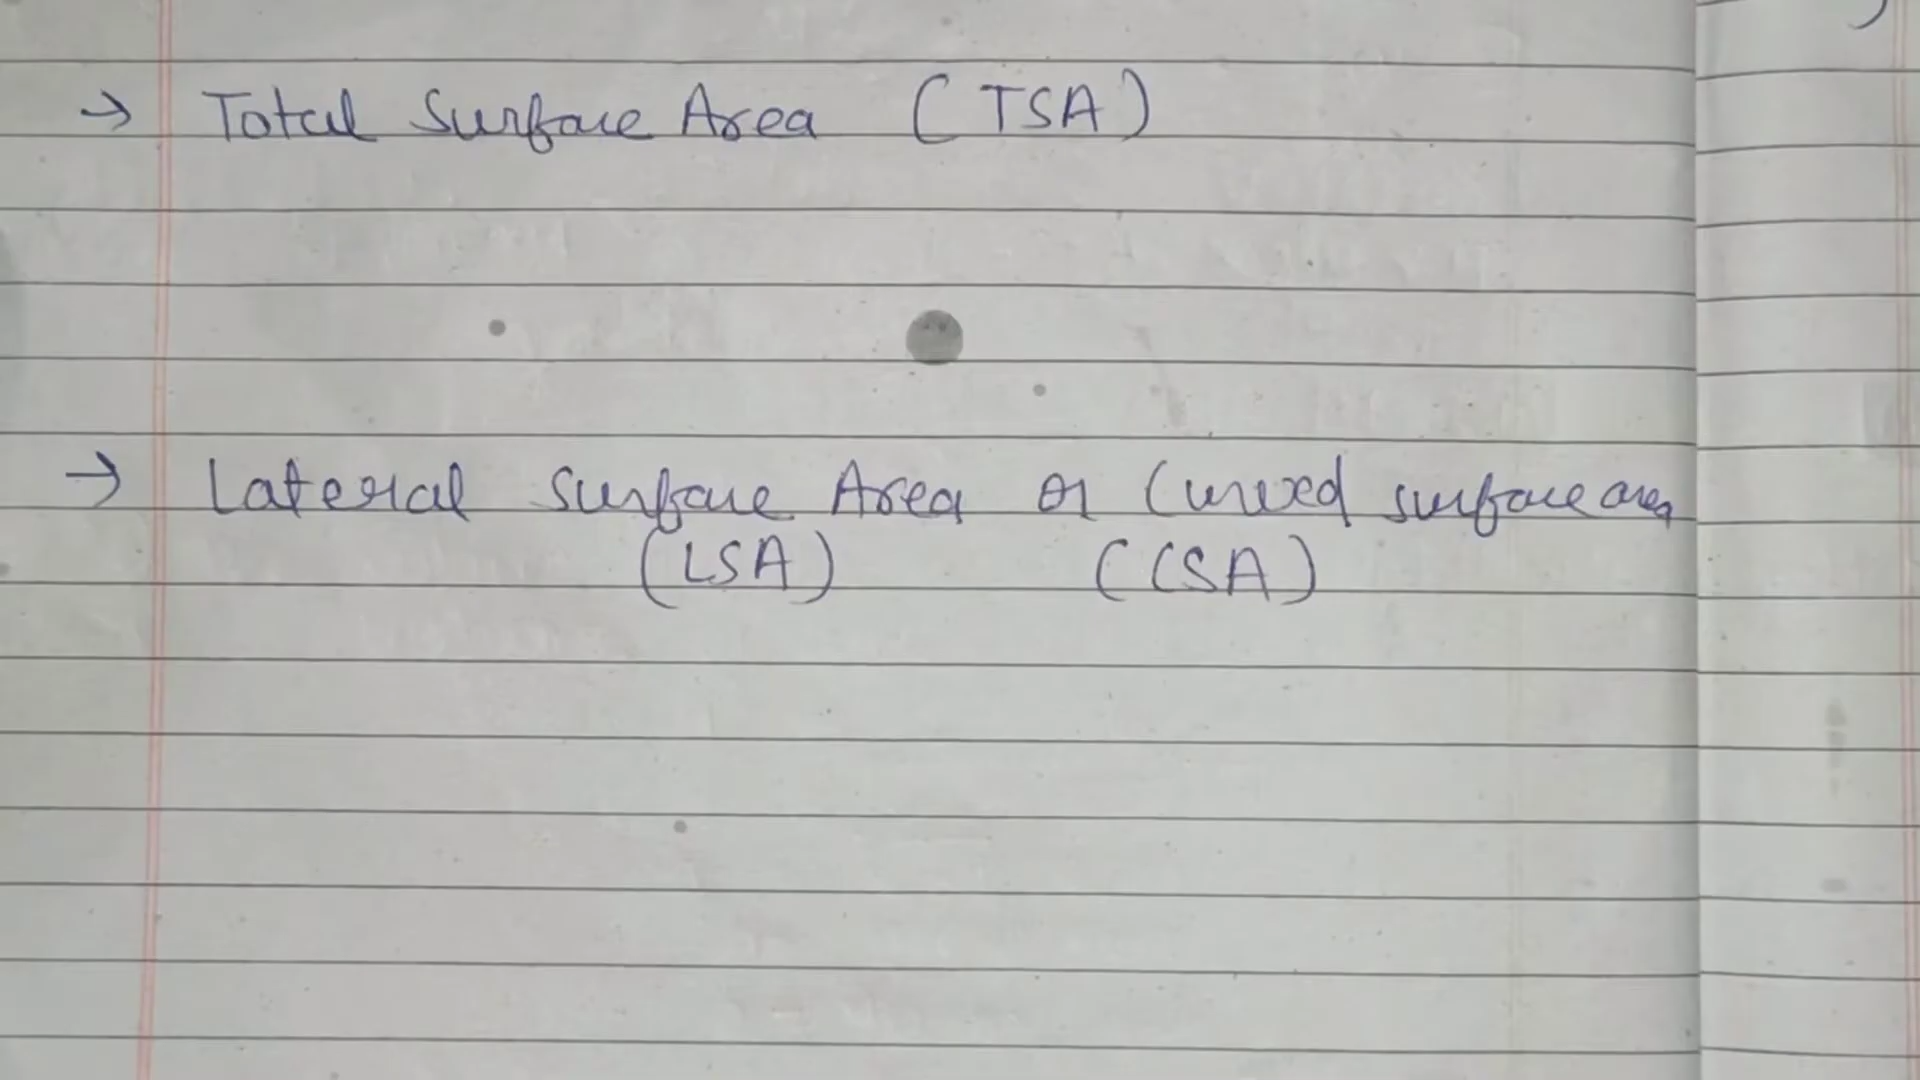 → Total Surface Area (TSA)
→ Lateral Surface Area or Curved surface area
(LSA) (CSA)